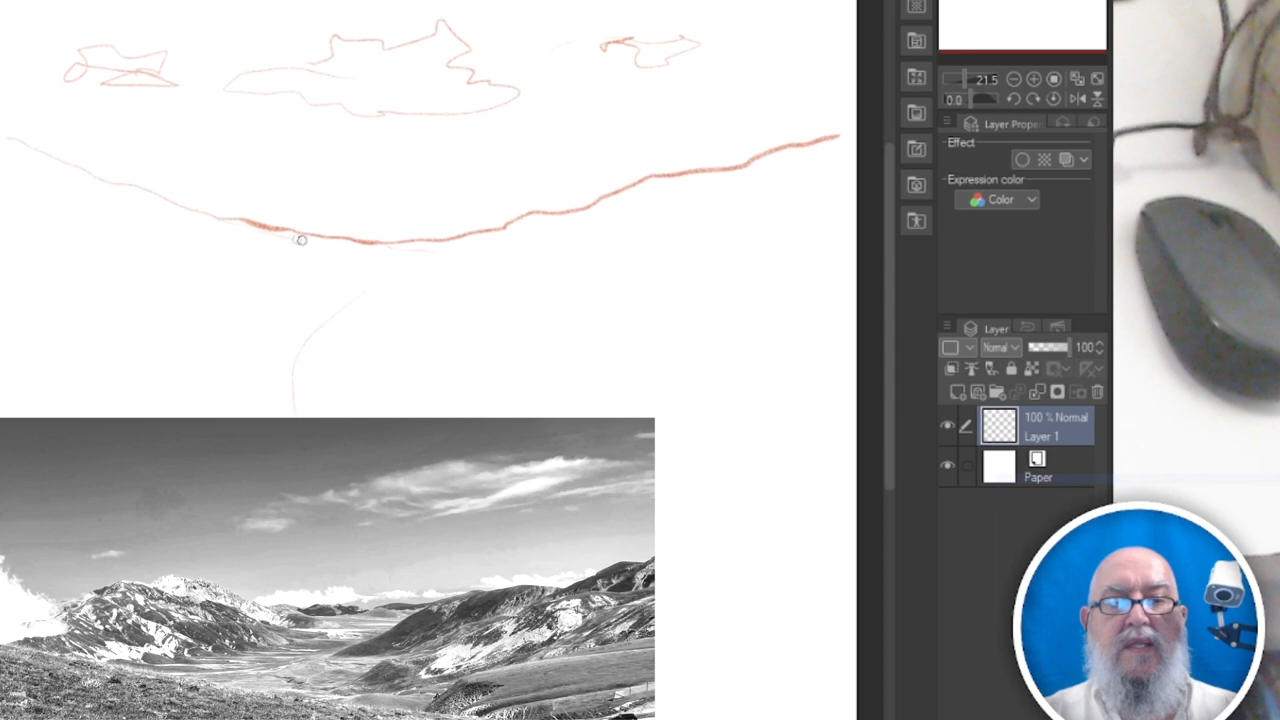 21.5
0.0
Layer Prope
Effect
Expression color
Color
Layer
Normal 100
100 % Normal
Layer 1
Paper